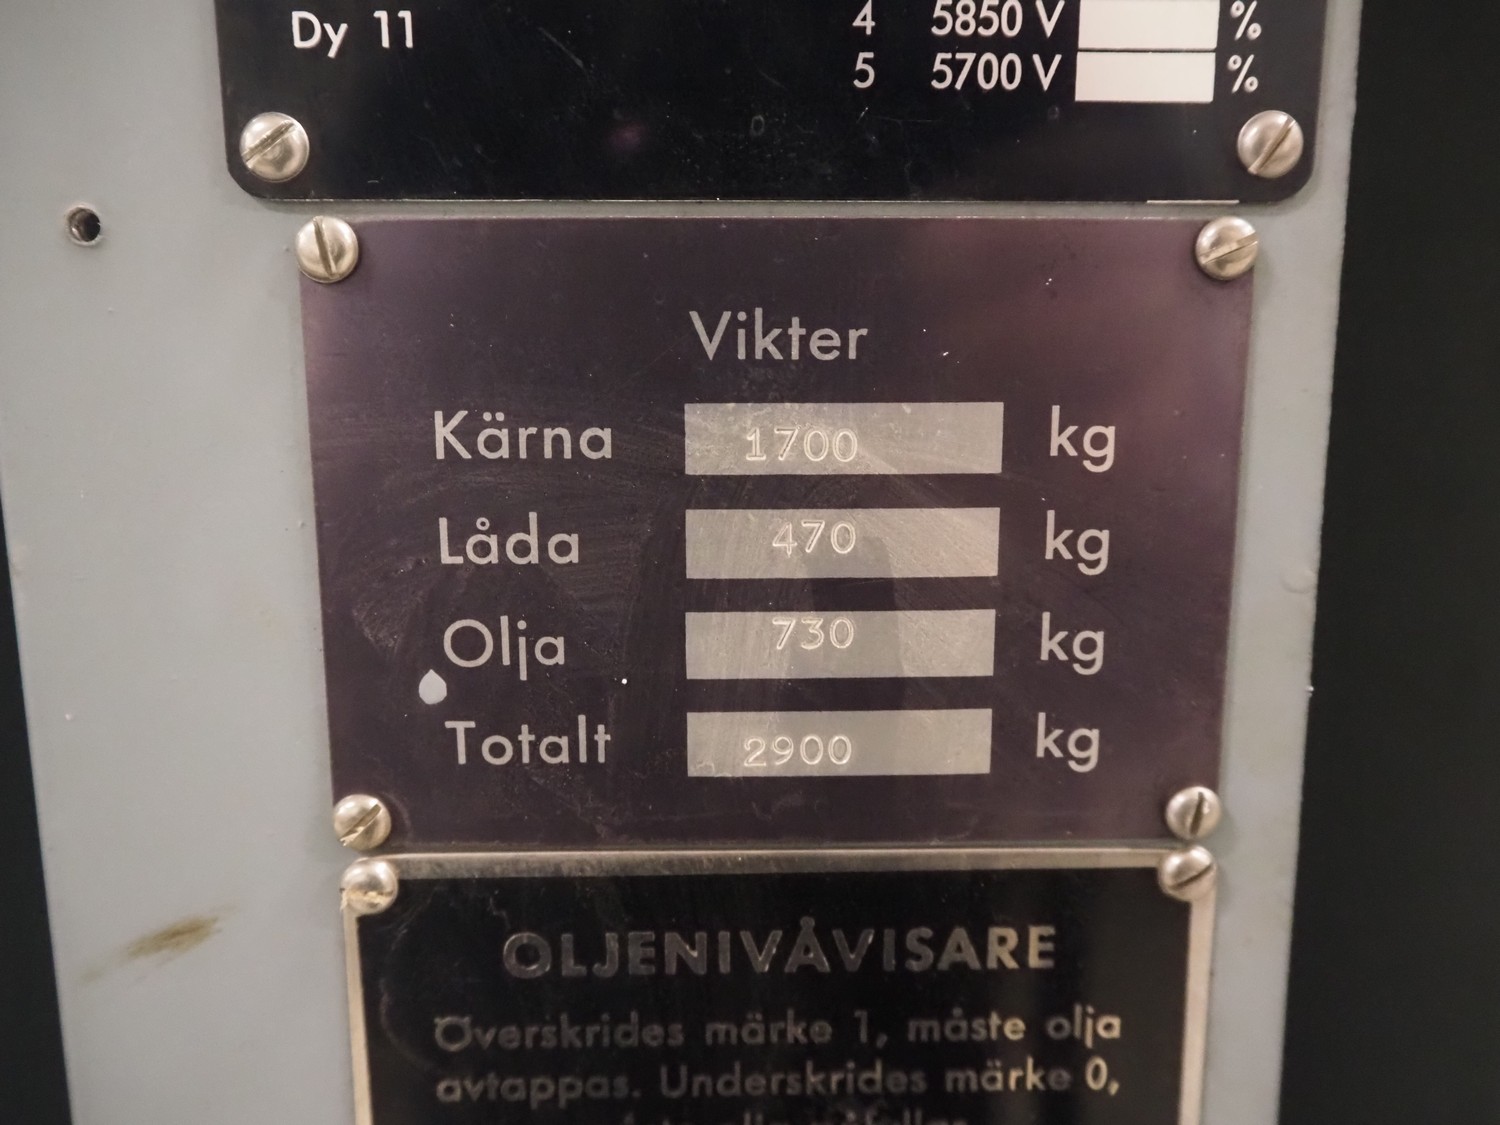 Dy 11 4 5850 V %
5 5700 V %
Vikter
Kärna 1700 kg
Låda 470 kg
Olja 730 kg
Totalt 2900 kg
OLJENIVÅVISARE
Överskrides märke 1, måste olja
avtappas. Underskrides märke 0,
olja